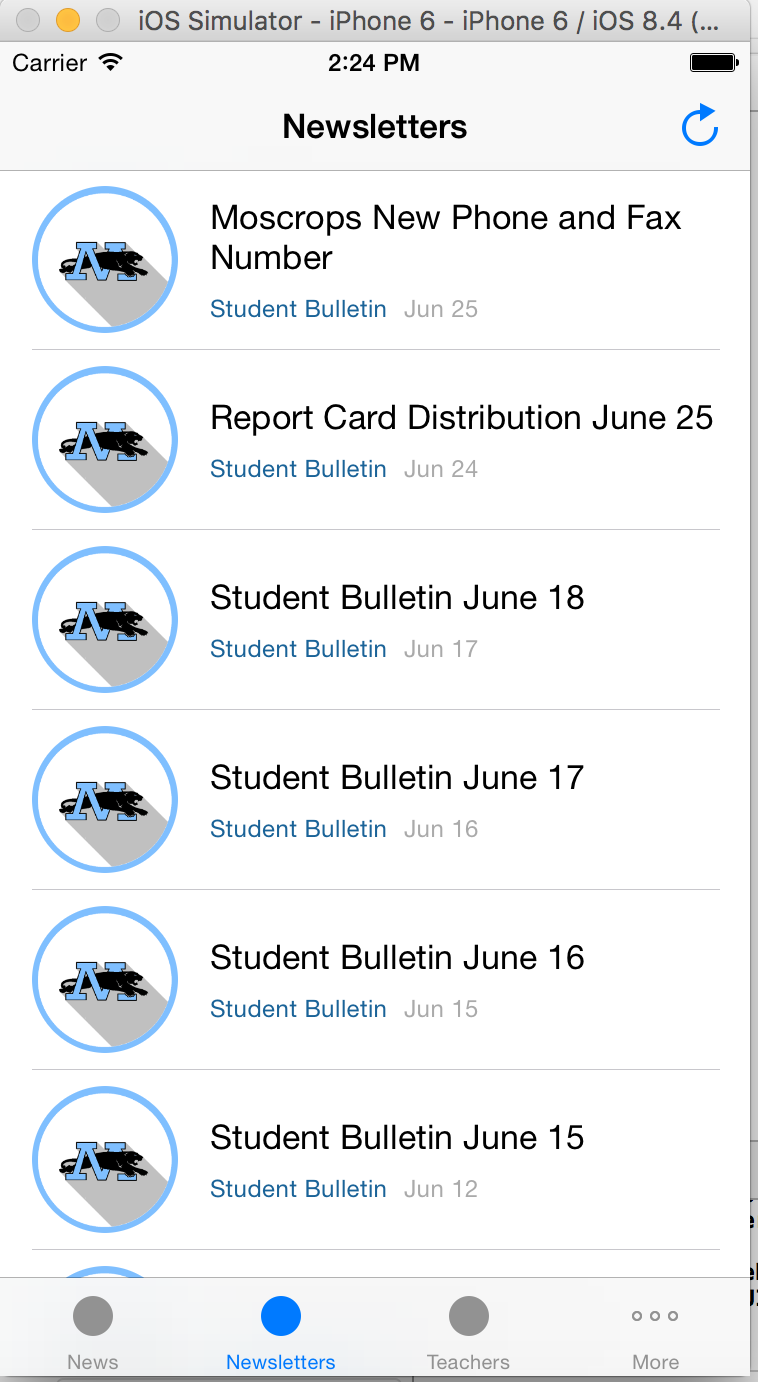 iOS Simulator - iPhone 6 - iPhone 6 / iOS 8.4 (...
Carrier 2:24 PM
Newsletters
Moscrops New Phone and Fax
Number
Student Bulletin Jun 25
Report Card Distribution June 25
Student Bulletin Jun 24
Student Bulletin June 18
Student Bulletin Jun 17
Student Bulletin June 17
Student Bulletin Jun 16
Student Bulletin June 16
Student Bulletin Jun 15
Student Bulletin June 15
Student Bulletin Jun 12
News Newsletters Teachers More